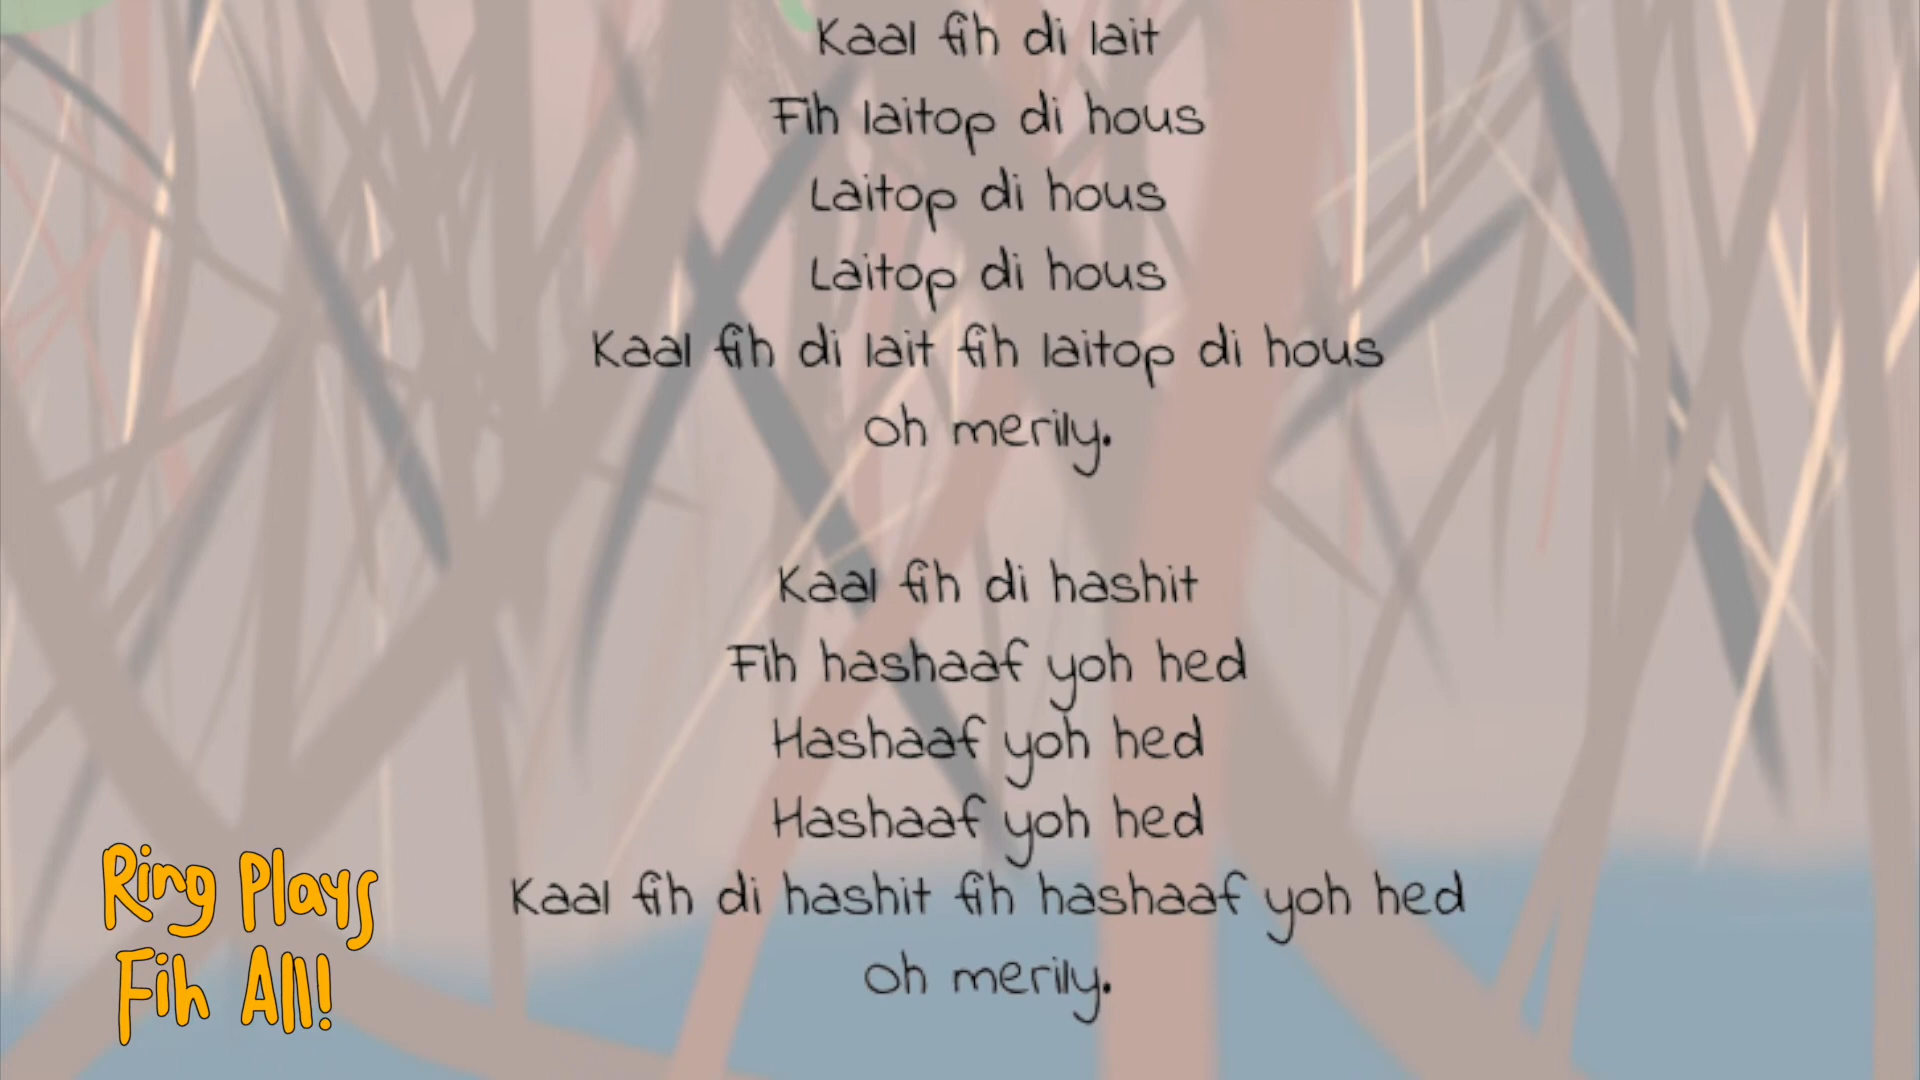 Kaal fih di lait
Fih laitop di hous
Laitop di hous
Laitop di hous
Kaal fih di lait fih laitop di hous
Oh merily.
Kaal fih di hashit
Fih hashaaf yoh hed
Hashaaf yoh hed
Hashaaf yoh hed
Kaal fih di hashit fih hashaaf yoh hed
Oh merily.
Ring Plays
Fih All!